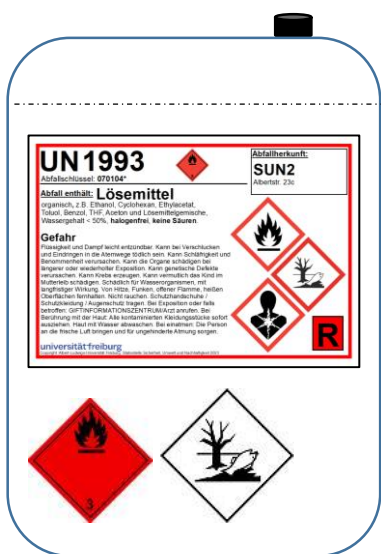 UN 1993
Abfallschlüssel: 070104*
Abfallherkunft:
SUN2
Albertstr. 23c
Abfall enthält: Lösemittel
organisch, z.B. Ethanol, Cyclohexan, Ethylacetat,
Toluol, Benzol, THF, Aceton und Lösemittelgemische,
Wassergehalt < 50%, halogenfrei, keine Säuren.
Gefahr
Flüssigkeit und Dampf leicht entzündbar. Kann bei Verschlucken
und Eindringen in die Atemwege tödlich sein. Kann Schläfrigkeit und
Benommenheit verursachen. Kann die Organe schädigen bei
längerer oder wiederholter Exposition. Kann genetische Defekte
verursachen. Kann Krebs erzeugen. Kann vermutlich das Kind im
Mutterleib schädigen. Schädlich für Wasserorganismen, mit
langfristiger Wirkung. Von Hitze, Funken, offener Flamme, heißen
Oberflächen fernhalten. Nicht rauchen. Schutzhandschuhe /
Schutzkleidung / Augenschutz tragen. Bei Exposition oder falls
betroffen: GIFTINFORMATIONSZENTRUM/Arzt anrufen. Bei
Berührung mit der Haut: Alle kontaminierten Kleidungsstücke sofort
ausziehen. Haut mit Wasser abwaschen. Bei einatmen: Die Person
an die frische Luft bringen und für ungehinderte Atmung sorgen.
R
universität freiburg
3